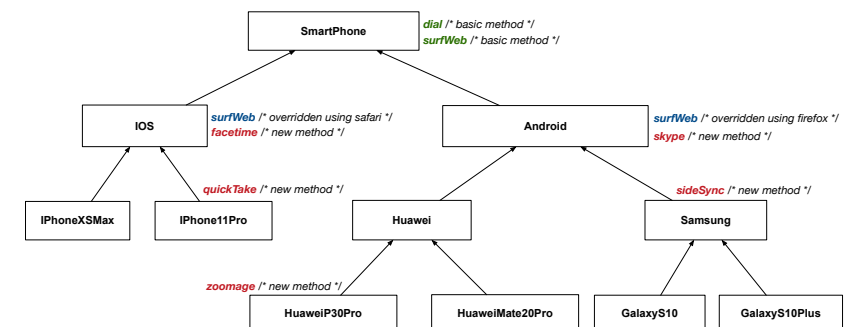 SmartPhone
dial /* basic method */
surfWeb /* basic method */
IOS
surfWeb /* overridden using safari */
facetime /* new method */
Android
surfWeb /* overridden using firefox */
skype /* new method */
quickTake /* new method */
sideSync /* new method */
IPhoneXSMax
IPhone11Pro
Huawei
Samsung
zoomage /* new method */
HuaweiP30Pro
HuaweiMate20Pro
GalaxyS10
GalaxyS10Plus